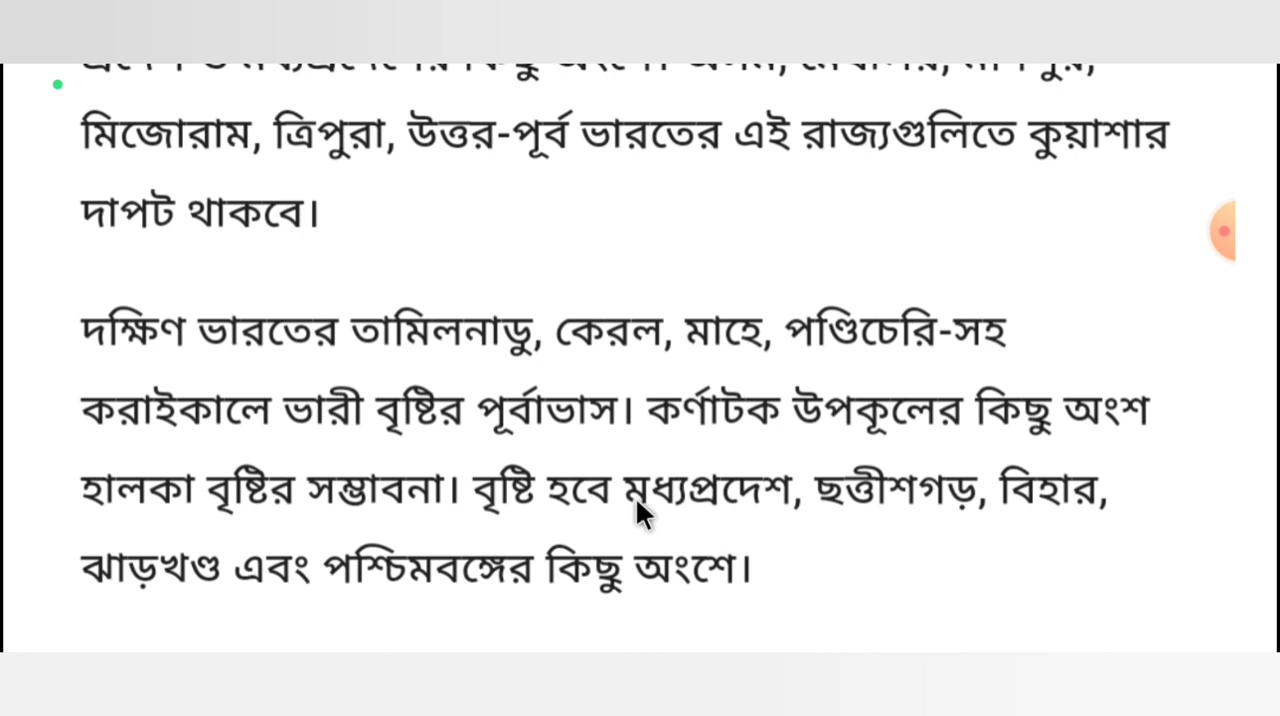 মিজোরাম, ত্রিপুরা, উত্তর-পূর্ব ভারতের এই রাজ্যগুলিতে কুয়াশার
দাপট থাকবে।
দক্ষিণ ভারতের তামিলনাড়ু, কেরল, মাহে, পণ্ডিচেরি-সহ
করাইকালে ভারী বৃষ্টির পূর্বাভাস। কর্ণাটক উপকূলের কিছু অংশ
হালকা বৃষ্টির সম্ভাবনা। বৃষ্টি হবে মধ্যপ্রদেশ, ছত্তীশগড়, বিহার,
ঝাড়খণ্ড এবং পশ্চিমবঙ্গের কিছু অংশে।